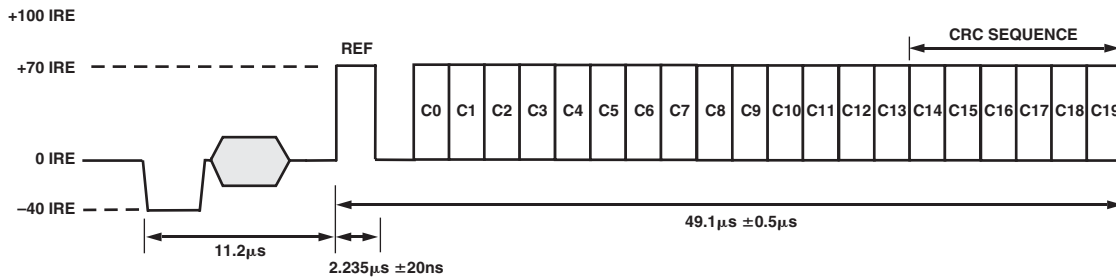 +100 IRE
REF
CRC SEQUENCE
+70 IRE
C0 C1 C2 C3 C4 C5 C6 C7 C8 C9 C10 C11 C12 C13 C14 C15 C16 C17 C18 C19
0 IRE
–40 IRE
49.1μs ±0.5μs
11.2μs
2.235μs ±20ns